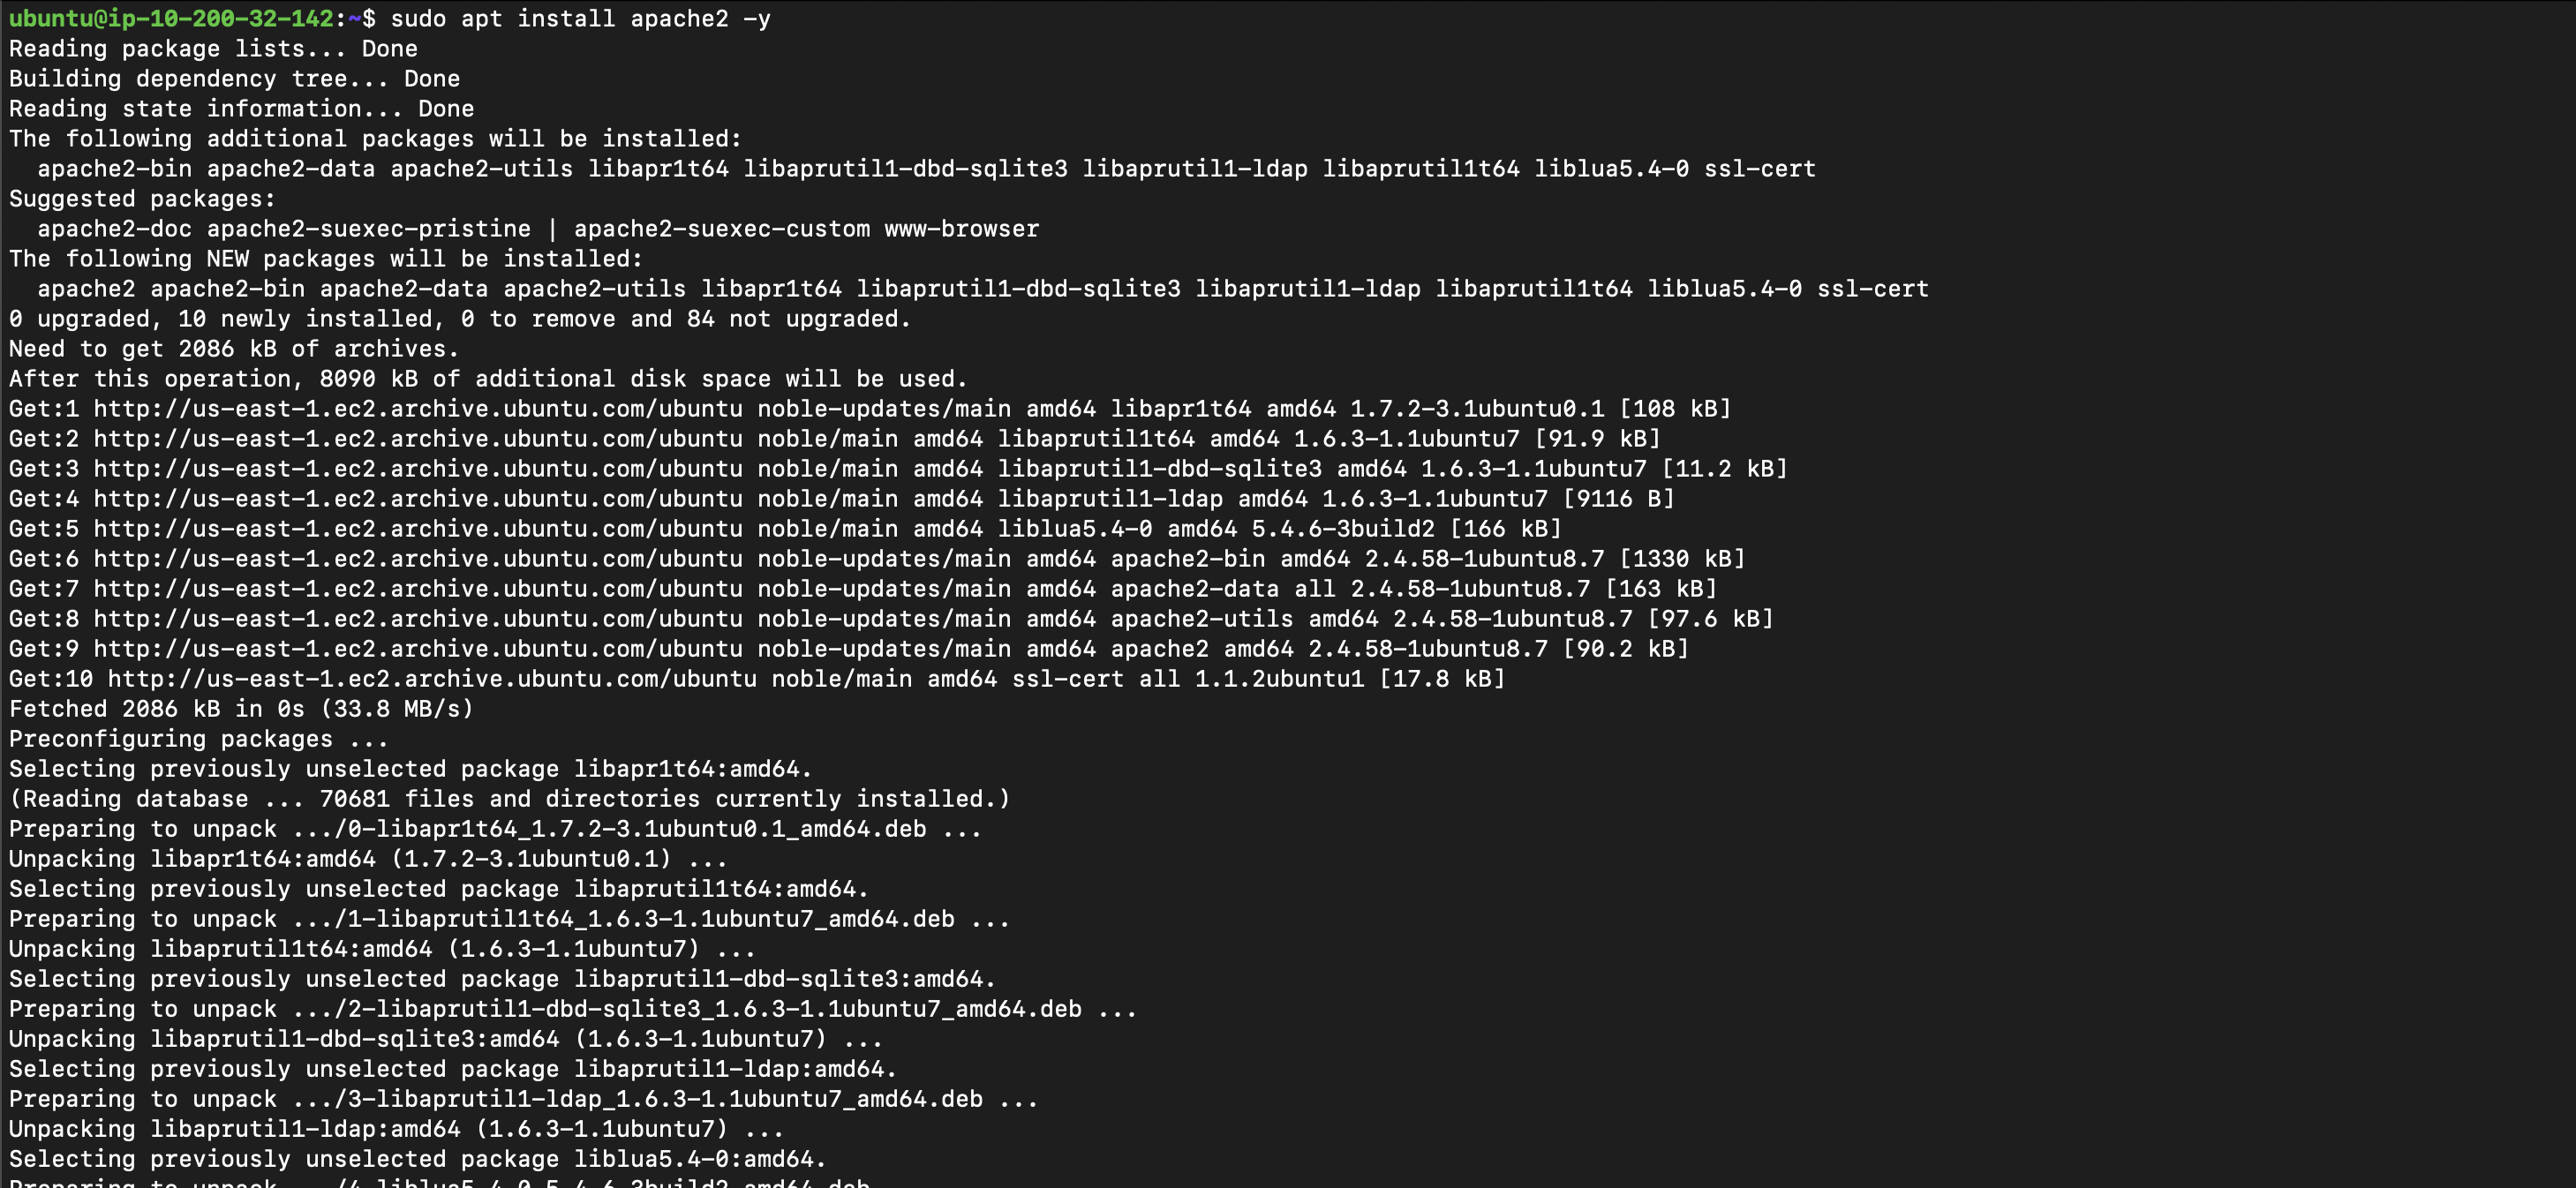 ubuntu@ip-10-200-32-142:~$ sudo apt install apache2 -y
Reading package lists... Done
Building dependency tree... Done
Reading state information... Done
The following additional packages will be installed:
  apache2-bin apache2-data apache2-utils libapr1t64 libaprutil1-dbd-sqlite3 libaprutil1-ldap libaprutil1t64 liblua5.4-0 ssl-cert
Suggested packages:
  apache2-doc apache2-suexec-pristine | apache2-suexec-custom www-browser
The following NEW packages will be installed:
  apache2 apache2-bin apache2-data apache2-utils libapr1t64 libaprutil1-dbd-sqlite3 libaprutil1-ldap libaprutil1t64 liblua5.4-0 ssl-cert
0 upgraded, 10 newly installed, 0 to remove and 84 not upgraded.
Need to get 2086 kB of archives.
After this operation, 8090 kB of additional disk space will be used.
Get:1 http://us-east-1.ec2.archive.ubuntu.com/ubuntu noble-updates/main amd64 libapr1t64 amd64 1.7.2-3.1ubuntu0.1 [108 kB]
Get:2 http://us-east-1.ec2.archive.ubuntu.com/ubuntu noble/main amd64 libaprutil1t64 amd64 1.6.3-1.1ubuntu7 [91.9 kB]
Get:3 http://us-east-1.ec2.archive.ubuntu.com/ubuntu noble/main amd64 libaprutil1-dbd-sqlite3 amd64 1.6.3-1.1ubuntu7 [11.2 kB]
Get:4 http://us-east-1.ec2.archive.ubuntu.com/ubuntu noble/main amd64 libaprutil1-ldap amd64 1.6.3-1.1ubuntu7 [9116 B]
Get:5 http://us-east-1.ec2.archive.ubuntu.com/ubuntu noble/main amd64 liblua5.4-0 amd64 5.4.6-3build2 [166 kB]
Get:6 http://us-east-1.ec2.archive.ubuntu.com/ubuntu noble-updates/main amd64 apache2-bin amd64 2.4.58-1ubuntu8.7 [1330 kB]
Get:7 http://us-east-1.ec2.archive.ubuntu.com/ubuntu noble-updates/main amd64 apache2-data all 2.4.58-1ubuntu8.7 [163 kB]
Get:8 http://us-east-1.ec2.archive.ubuntu.com/ubuntu noble-updates/main amd64 apache2-utils amd64 2.4.58-1ubuntu8.7 [97.6 kB]
Get:9 http://us-east-1.ec2.archive.ubuntu.com/ubuntu noble-updates/main amd64 apache2 amd64 2.4.58-1ubuntu8.7 [90.2 kB]
Get:10 http://us-east-1.ec2.archive.ubuntu.com/ubuntu noble/main amd64 ssl-cert all 1.1.2ubuntu1 [17.8 kB]
Fetched 2086 kB in 0s (33.8 MB/s)
Preconfiguring packages ...
Selecting previously unselected package libapr1t64:amd64.
(Reading database ... 70681 files and directories currently installed.)
Preparing to unpack .../0-libapr1t64_1.7.2-3.1ubuntu0.1_amd64.deb ...
Unpacking libapr1t64:amd64 (1.7.2-3.1ubuntu0.1) ...
Selecting previously unselected package libaprutil1t64:amd64.
Preparing to unpack .../1-libaprutil1t64_1.6.3-1.1ubuntu7_amd64.deb ...
Unpacking libaprutil1t64:amd64 (1.6.3-1.1ubuntu7) ...
Selecting previously unselected package libaprutil1-dbd-sqlite3:amd64.
Preparing to unpack .../2-libaprutil1-dbd-sqlite3_1.6.3-1.1ubuntu7_amd64.deb ...
Unpacking libaprutil1-dbd-sqlite3:amd64 (1.6.3-1.1ubuntu7) ...
Selecting previously unselected package libaprutil1-ldap:amd64.
Preparing to unpack .../3-libaprutil1-ldap_1.6.3-1.1ubuntu7_amd64.deb ...
Unpacking libaprutil1-ldap:amd64 (1.6.3-1.1ubuntu7) ...
Selecting previously unselected package liblua5.4-0:amd64.